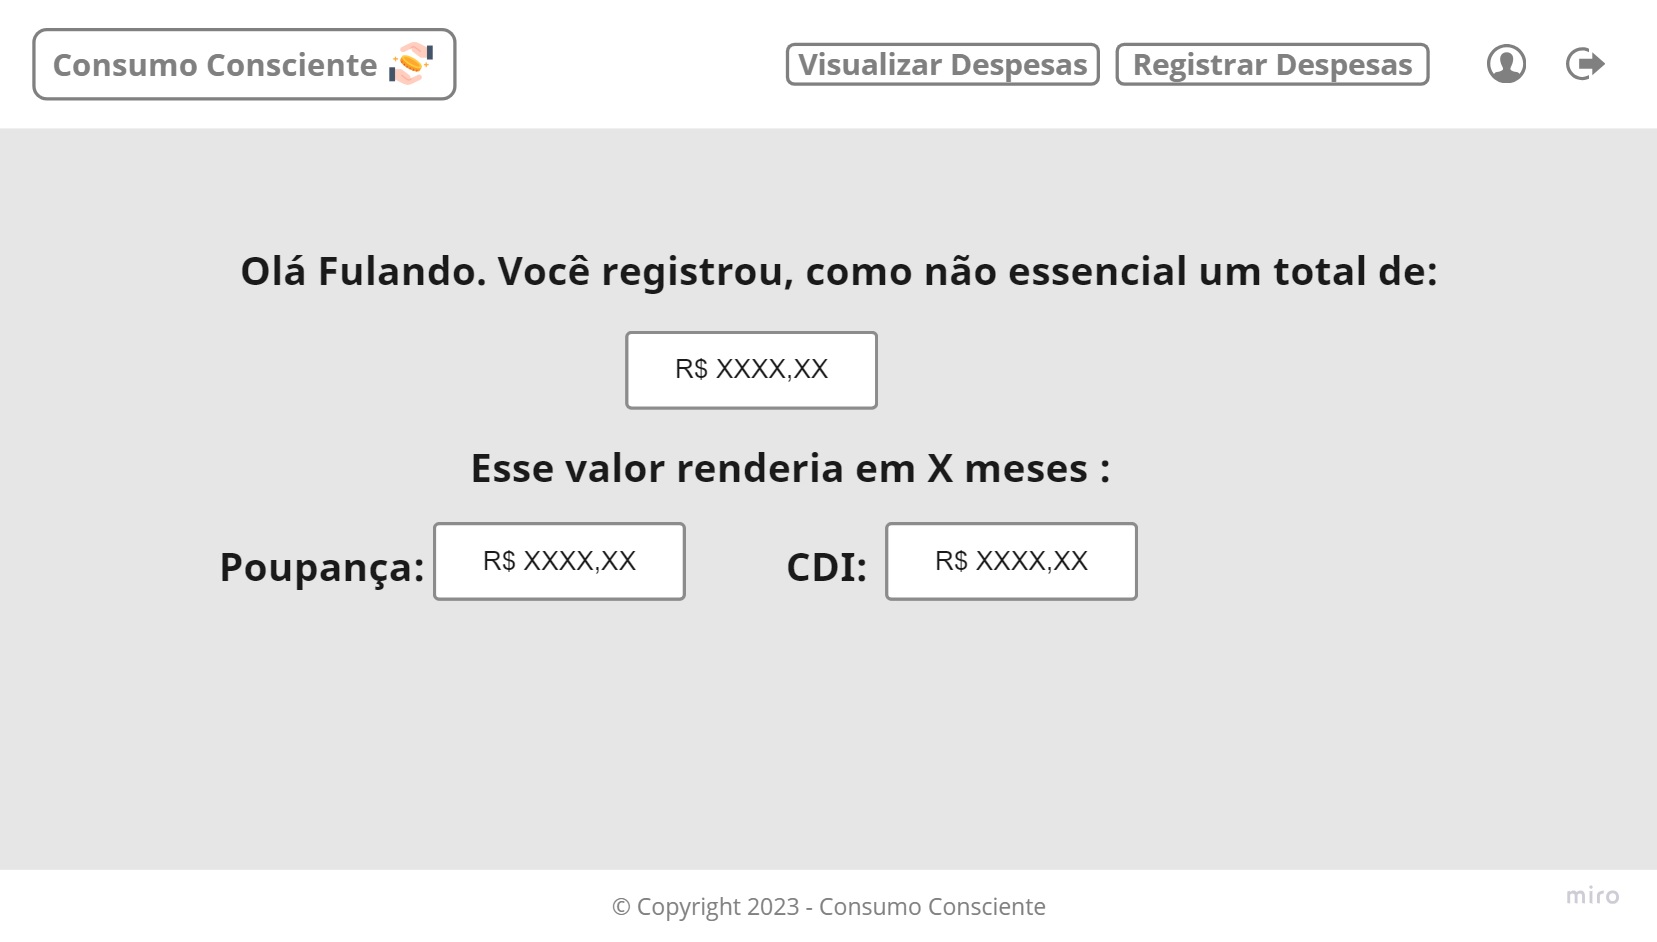 Consumo Consciente
Visualizar Despesas
Registrar Despesas
Olá Fulando. Você registrou, como não essencial um total de:
R$ XXXX,XX
Esse valor renderia em X meses :
Poupança: R$ XXXX,XX CDI: R$ XXXX,XX
© Copyright 2023 - Consumo Consciente
miro